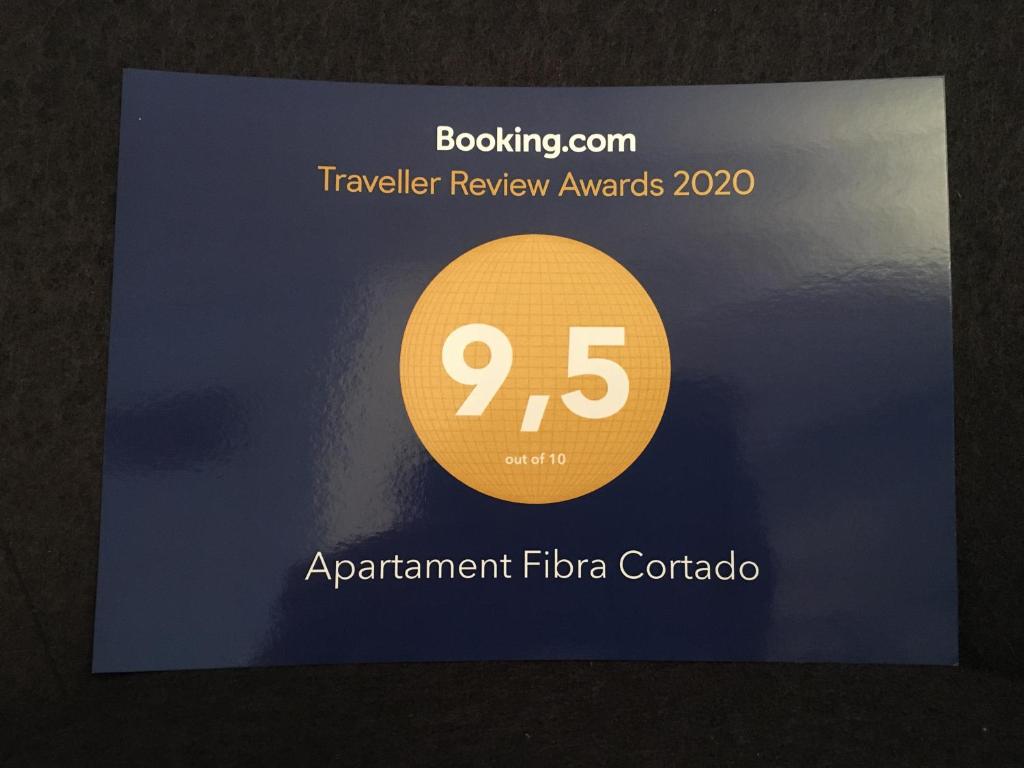 Booking.com
Traveller Review Awards 2020
9,5
out of 10
Apartament Fibra Cortado